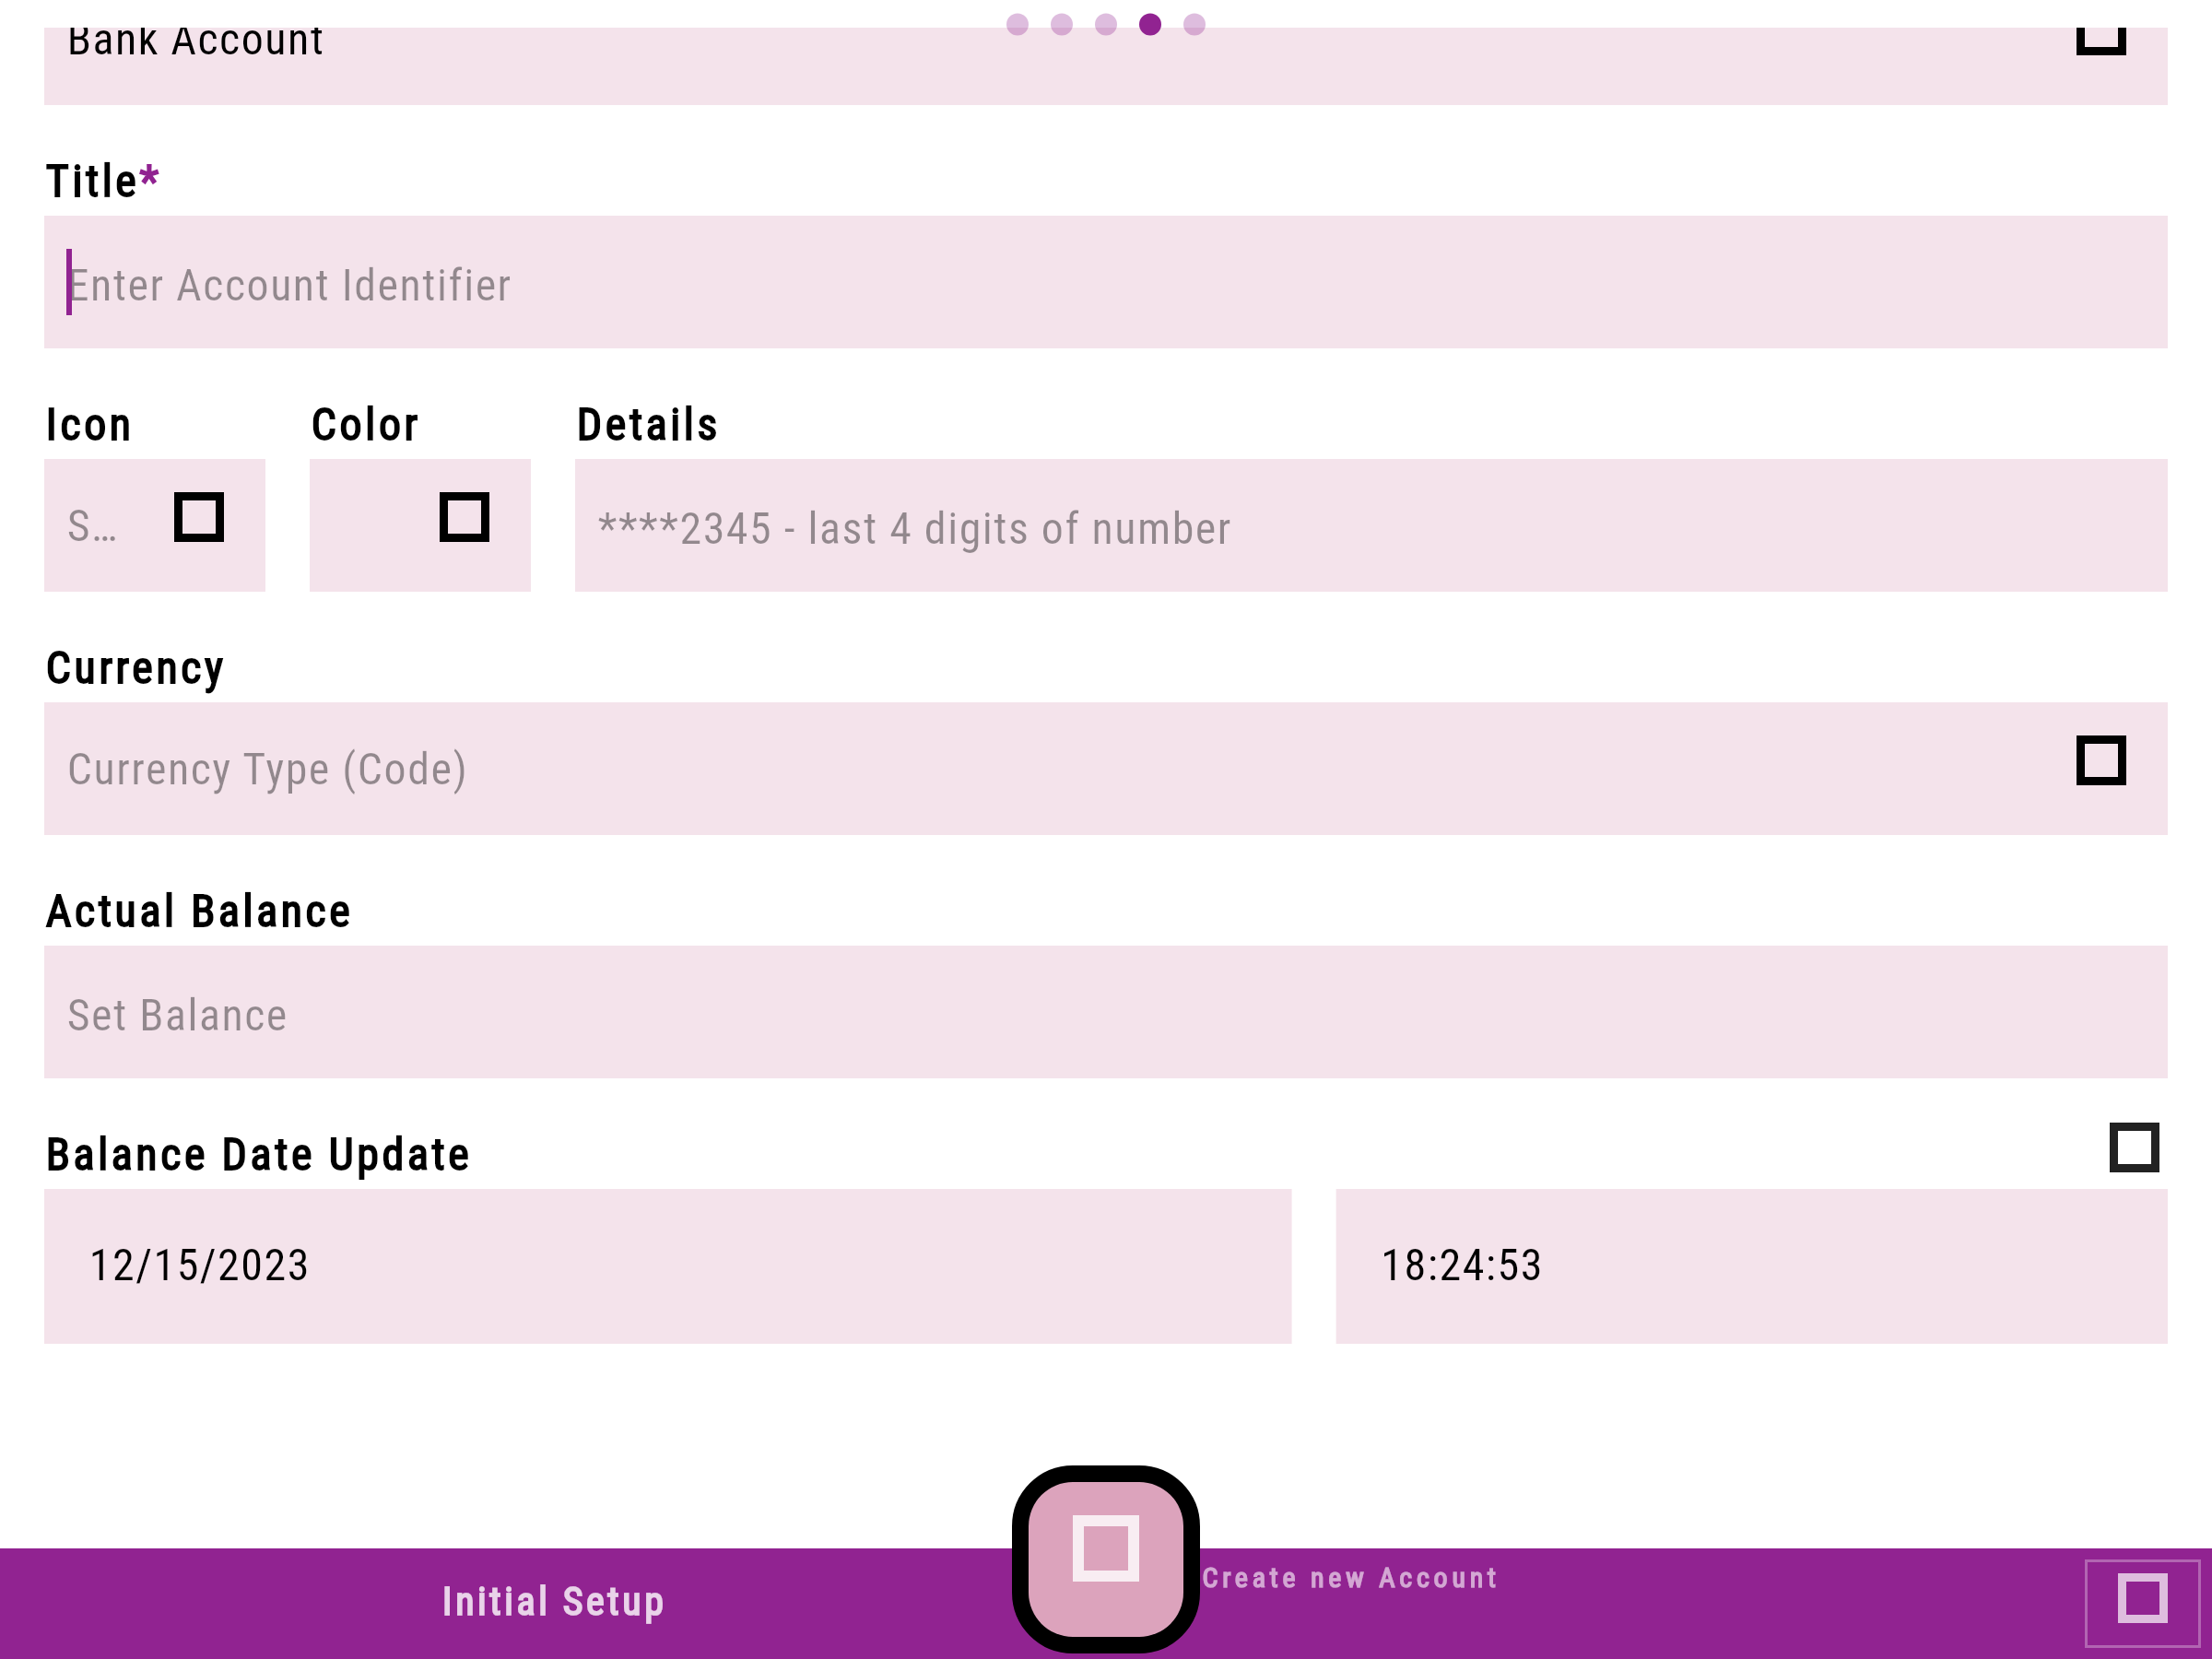 Bank Account
Title*
Enter Account Identifier
Icon Color Details
S… ****2345 - last 4 digits of number
Currency
Currency Type (Code)
Actual Balance
Set Balance
Balance Date Update
12/15/2023 18:24:53
Initial Setup Create new Account